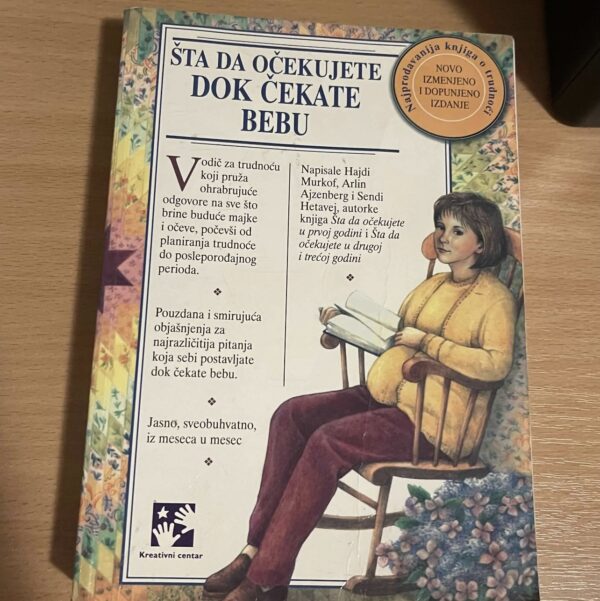 ŠTA DA OČEKUJETE
DOK ČEKATE
BEBU
Najprodavanija knjiga o trudnoći
NOVO
IZMENJENO
I DOPUNJENO
IZDANJE
Vodič za trudnoću
koji pruža
ohrabrujuće
odgovore na sve što
brine buduće majke
i očeve, počevši od
planiranja trudnoće
do posleporođajnog
perioda.
Pouzdana i smirujuća
objašnjenja za
najrazličitija pitanja
koja sebi postavljate
dok čekate bebu.
Jasno, sveobuhvatno,
iz meseca u mesec
Napisale Hajdi
Murkof, Arlin
Ajzenberg i Sendi
Hetavej, autorke
knjiga Šta da očekujete
u prvoj godini i Šta da
očekujete u drugoj
i trećoj godini
Kreativni centar